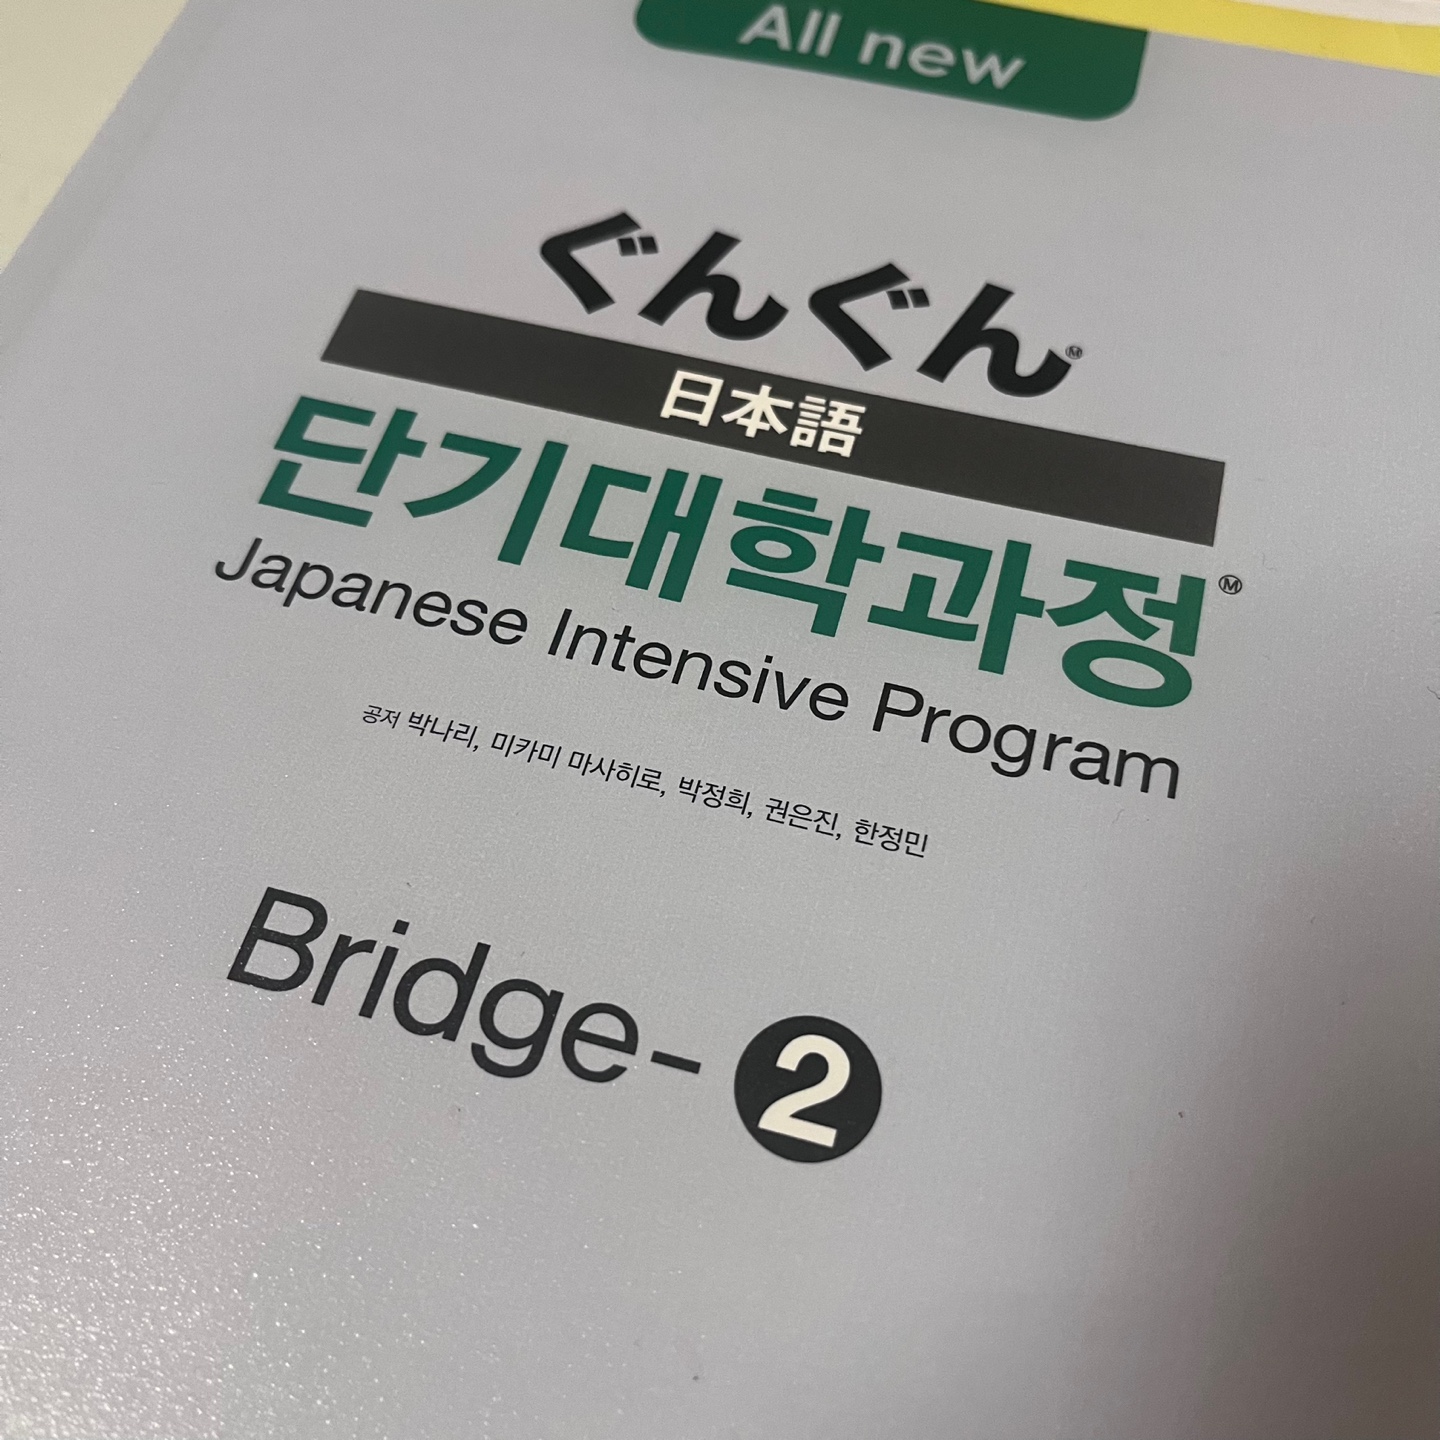 All new
ぐんぐん
日本語
단기대학과정
Japanese Intensive Program
공저 박나리, 미카미 마사히로, 박정희, 권은진, 한정민
Bridge-2